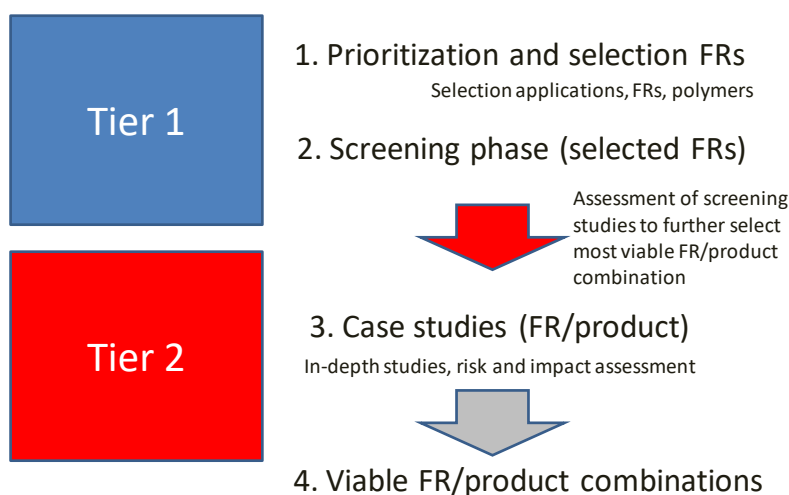 Tier 1
1. Prioritization and selection FRs
Selection applications, FRs, polymers
2. Screening phase (selected FRs)
Assessment of screening
studies to further select
most viable FR/product
combination
Tier 2
3. Case studies (FR/product)
In-depth studies, risk and impact assessment
4. Viable FR/product combinations